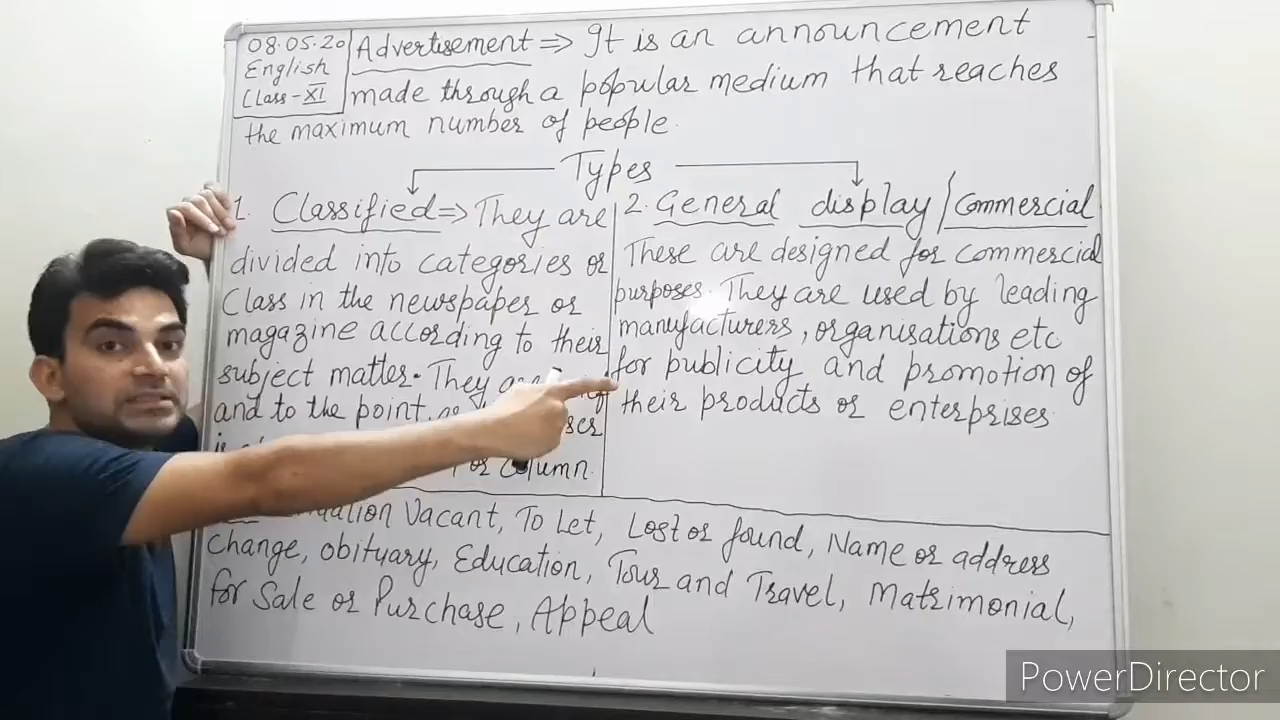 08.05.20
English
Class-XI
Advertisement => It is an announcement
made through a popular medium that reaches
the maximum number of people.
Types
1. Classified => They are
divided into categories or
Class in the newspaper or
magazine according to their
subject matter. They are
and to the point.
or column.
2. General display/Commercial
These are designed for commercial
purposes. They are used by leading
manufacturers, organisations etc
for publicity and promotion of
their products or enterprises
Vacant, To Let, Lost or found, Name or address
Change, obituary, Education, Tour and Travel, Matrimonial,
for Sale or Purchase, Appeal
PowerDirector